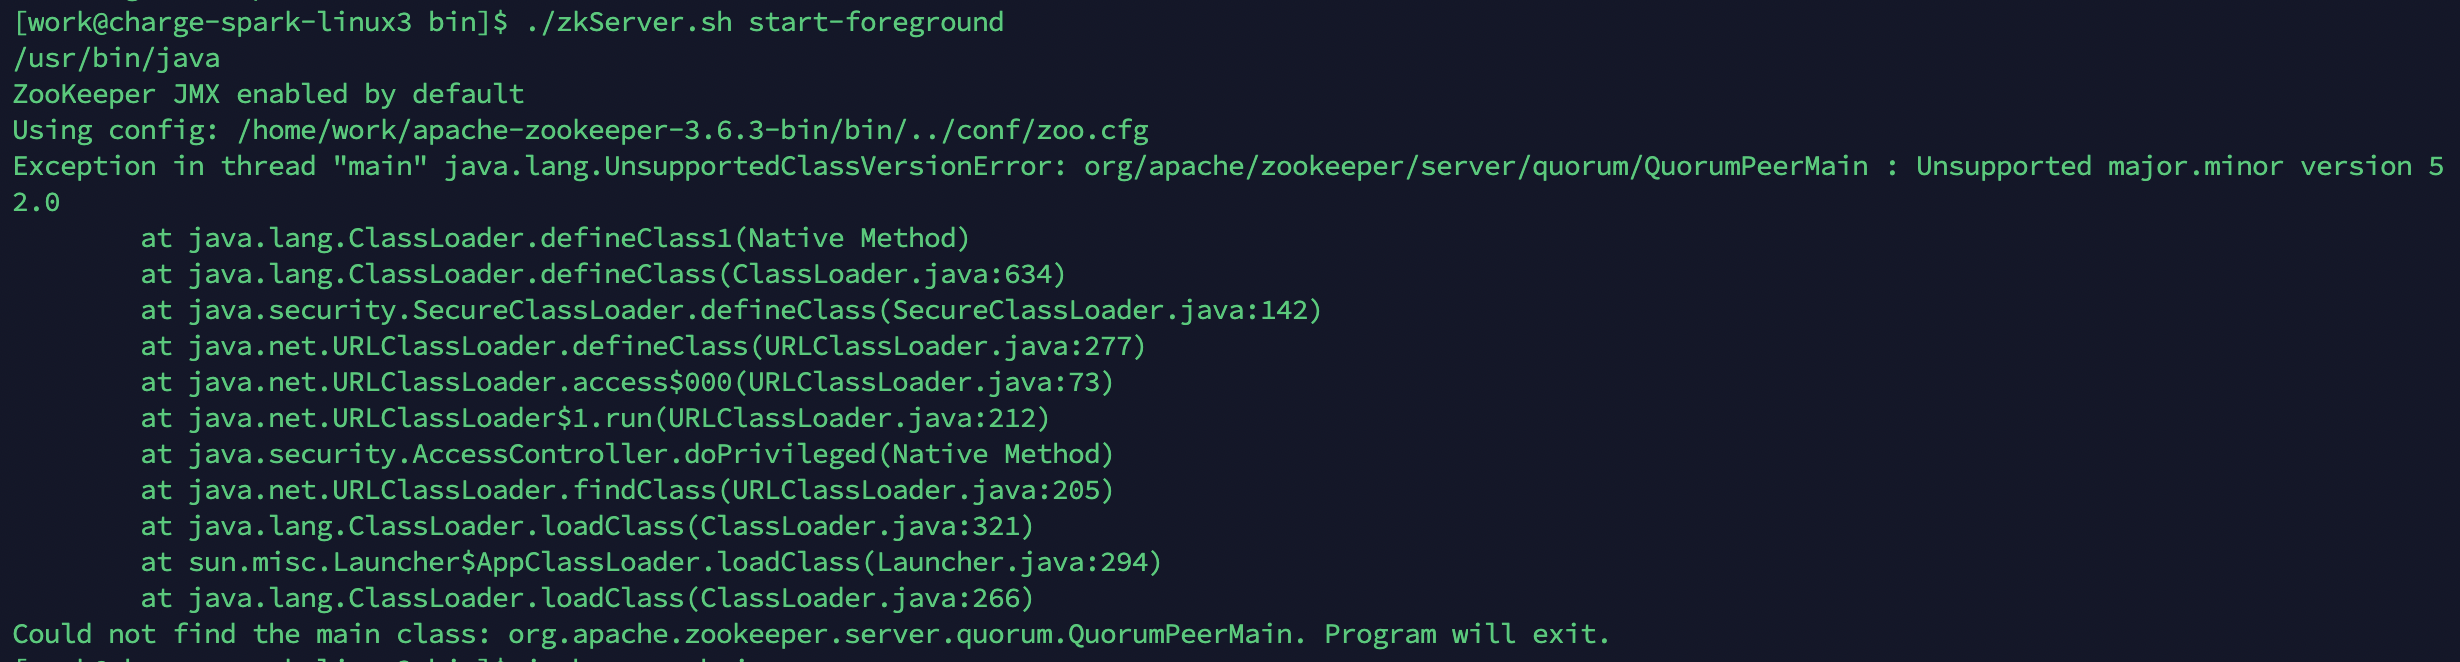 [work@charge-spark-linux3 bin]$ ./zkServer.sh start-foreground
/usr/bin/java
ZooKeeper JMX enabled by default
Using config: /home/work/apache-zookeeper-3.6.3-bin/bin/../conf/zoo.cfg
Exception in thread "main" java.lang.UnsupportedClassVersionError: org/apache/zookeeper/server/quorum/QuorumPeerMain : Unsupported major.minor version 5
2.0
        at java.lang.ClassLoader.defineClass1(Native Method)
        at java.lang.ClassLoader.defineClass(ClassLoader.java:634)
        at java.security.SecureClassLoader.defineClass(SecureClassLoader.java:142)
        at java.net.URLClassLoader.defineClass(URLClassLoader.java:277)
        at java.net.URLClassLoader.access$000(URLClassLoader.java:73)
        at java.net.URLClassLoader$1.run(URLClassLoader.java:212)
        at java.security.AccessController.doPrivileged(Native Method)
        at java.net.URLClassLoader.findClass(URLClassLoader.java:205)
        at java.lang.ClassLoader.loadClass(ClassLoader.java:321)
        at sun.misc.Launcher$AppClassLoader.loadClass(Launcher.java:294)
        at java.lang.ClassLoader.loadClass(ClassLoader.java:266)
Could not find the main class: org.apache.zookeeper.server.quorum.QuorumPeerMain. Program will exit.